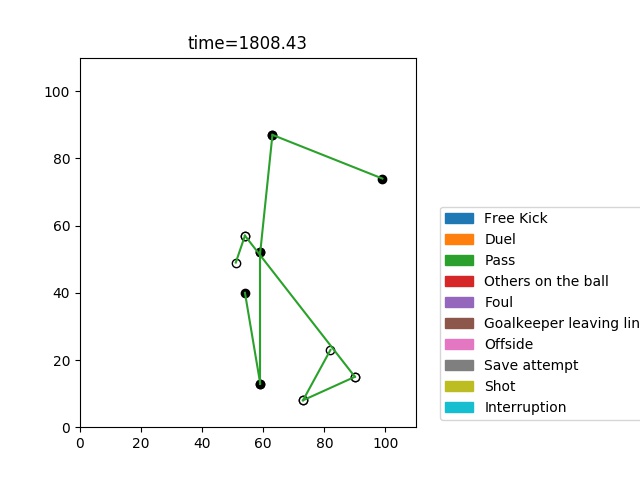 time=1808.43
100
80
60
40
20
0
0 20 40 60 80 100
Free Kick
Duel
Pass
Others on the ball
Foul
Goalkeeper leaving lin
Offside
Save attempt
Shot
Interruption